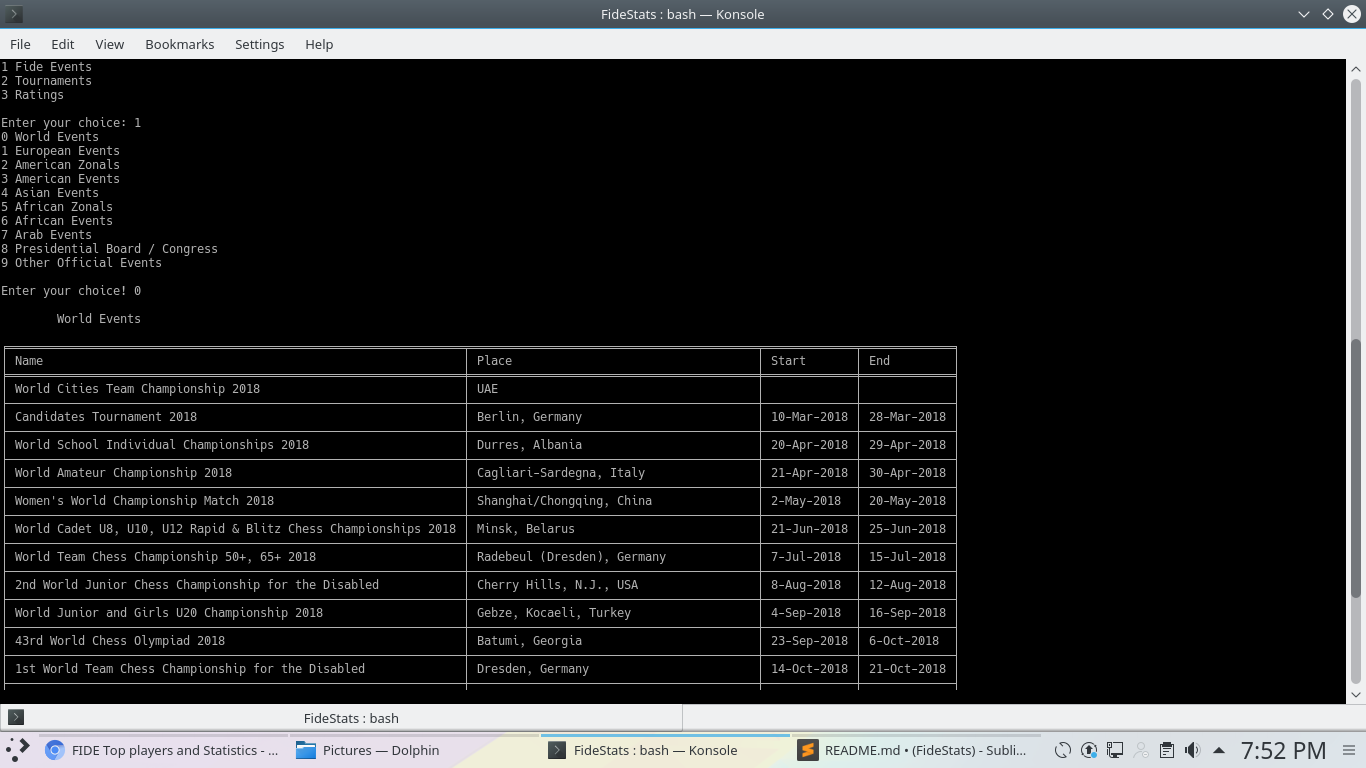 FideStats : bash — Konsole
File Edit View Bookmarks Settings Help
1 Fide Events
2 Tournaments
3 Ratings
Enter your choice: 1
0 World Events
1 European Events
2 American Zonals
3 American Events
4 Asian Events
5 African Zonals
6 African Events
7 Arab Events
8 Presidential Board / Congress
9 Other Official Events
Enter your choice! 0
World Events
Name Place Start End
World Cities Team Championship 2018 UAE
Candidates Tournament 2018 Berlin, Germany 10-Mar-2018 28-Mar-2018
World School Individual Championships 2018 Durres, Albania 20-Apr-2018 29-Apr-2018
World Amateur Championship 2018 Cagliari-Sardegna, Italy 21-Apr-2018 30-Apr-2018
Women's World Championship Match 2018 Shanghai/Chongqing, China 2-May-2018 20-May-2018
World Cadet U8, U10, U12 Rapid & Blitz Chess Championships 2018 Minsk, Belarus 21-Jun-2018 25-Jun-2018
World Team Chess Championship 50+, 65+ 2018 Radebeul (Dresden), Germany 7-Jul-2018 15-Jul-2018
2nd World Junior Chess Championship for the Disabled Cherry Hills, N.J., USA 8-Aug-2018 12-Aug-2018
World Junior and Girls U20 Championship 2018 Gebze, Kocaeli, Turkey 4-Sep-2018 16-Sep-2018
43rd World Chess Olympiad 2018 Batumi, Georgia 23-Sep-2018 6-Oct-2018
1st World Team Chess Championship for the Disabled Dresden, Germany 14-Oct-2018 21-Oct-2018
FideStats : bash
FIDE Top players and Statistics - ... Pictures — Dolphin FideStats : bash — Konsole README.md • (FideStats) - Subli... 7:52 PM